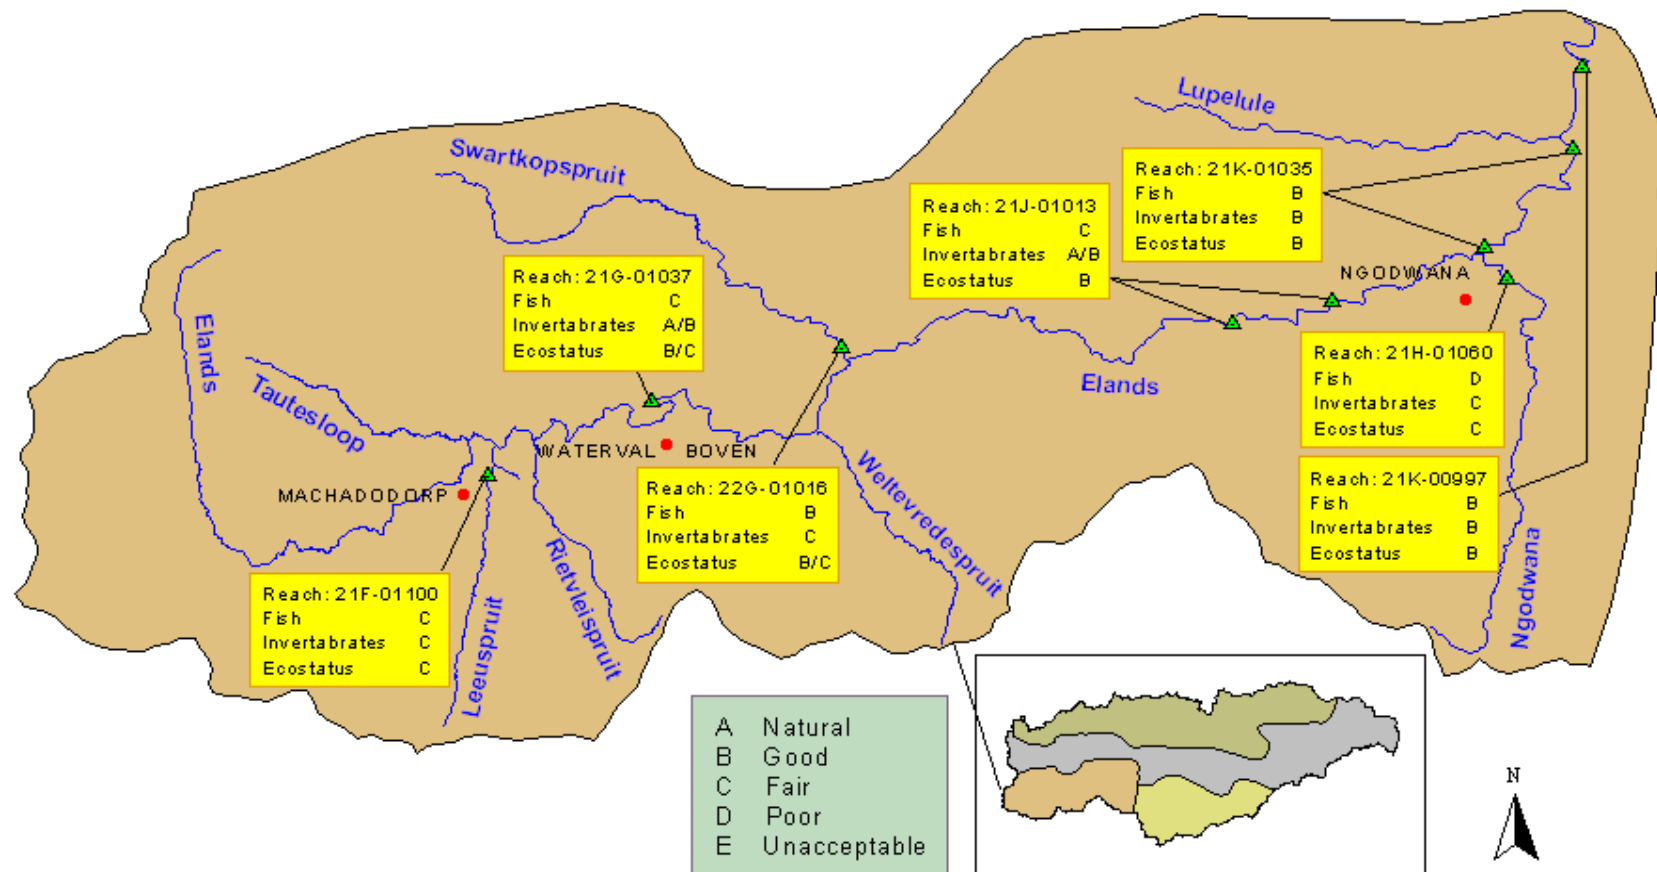 Lupelule
Swartkopspruit
Reach: 21K-01035
Fish B
Invertabrates B
Ecostatus B
Reach: 21J-01013
Fish C
Invertabrates A/B
Ecostatus B
NGODWANA
Reach: 21G-01037
Fish C
Invertabrates A/B
Ecostatus B/C
Elands
Tautesloop
Elands
Reach: 21H-01060
Fish D
Invertabrates C
Ecostatus C
WATERVAL BOVEN
MACHADODORP
Reach: 22G-01016
Fish B
Invertabrates C
Ecostatus B/C
Weltevredespruit
Reach: 21K-00997
Fish B
Invertabrates B
Ecostatus B
Rietvleispruit
Ngodwana
Reach: 21F-01100
Fish C
Invertabrates C
Ecostatus C
Leeuspruit
A Natural
B Good
C Fair
D Poor
E Unacceptable
N